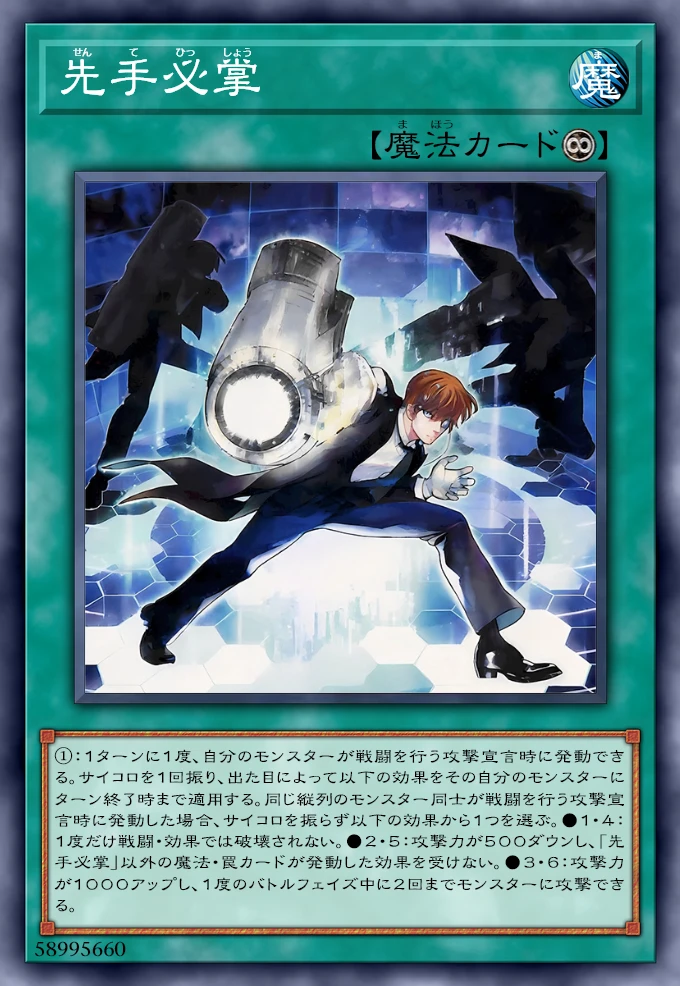 せんてひっしょう
先手必掌
ま
魔
まほう
【魔法カード】
①：１ターンに１度、自分のモンスターが戦闘を行う攻撃宣言時に発動でき
る。サイコロを１回振り、出た目によって以下の効果をその自分のモンスターに
ターン終了時まで適用する。同じ縦列のモンスター同士が戦闘を行う攻撃宣
言時に発動した場合、サイコロを振らず以下の効果から１つを選ぶ。●１・４：
１度だけ戦闘・効果では破壊されない。●２・５：攻撃力が５００ダウンし、「先
手必掌」以外の魔法・罠カードが発動した効果を受けない。●３・６：攻撃力
が１０００アップし、１度のバトルフェイズ中に２回までモンスターに攻撃でき
る。
58995660